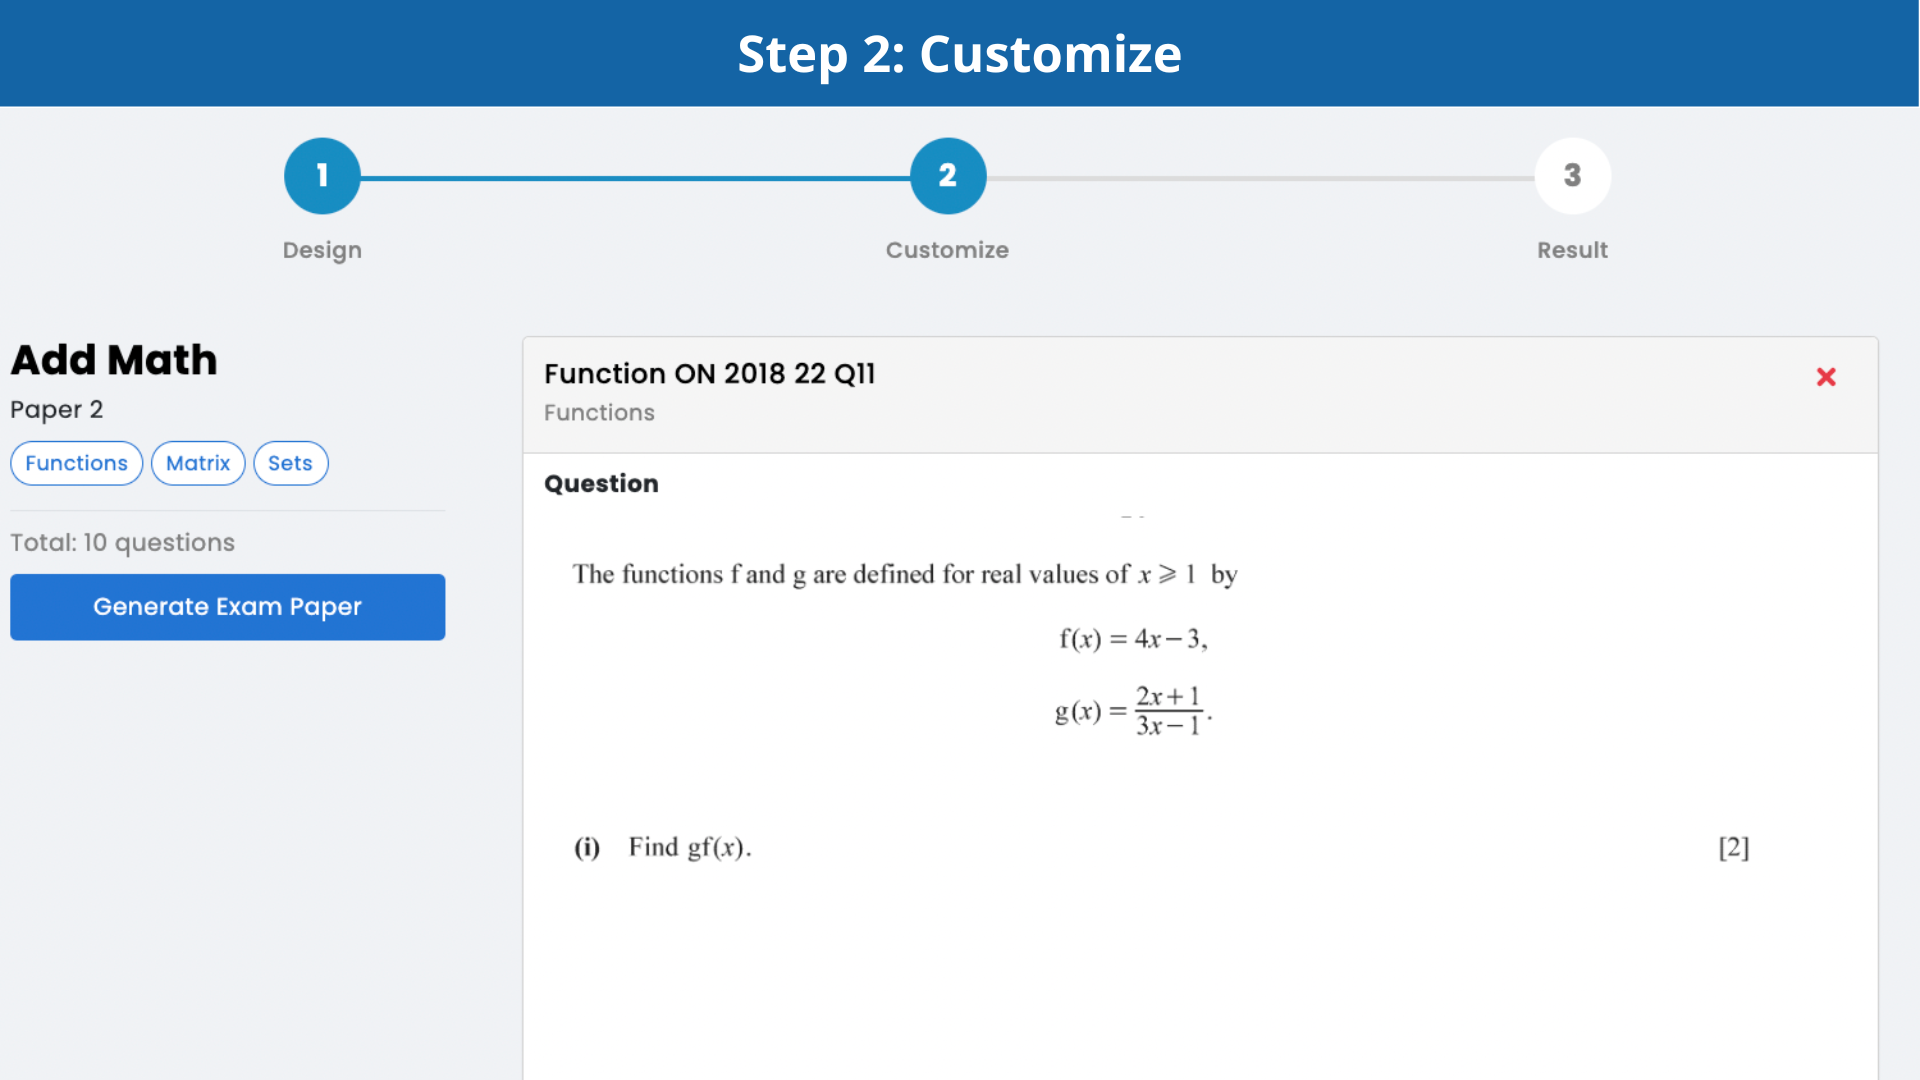 Step 2: Customize
1
2
3
Design
Customize
Result
Add Math
Paper 2
Functions Matrix Sets
Total: 10 questions
Generate Exam Paper
Function ON 2018 22 Q11
Functions
Question
The functions f and g are defined for real values of x ⩾ 1 by
f(x) = 4x − 3,
g(x) = (2x + 1)/(3x − 1).
(i) Find gf(x). [2]